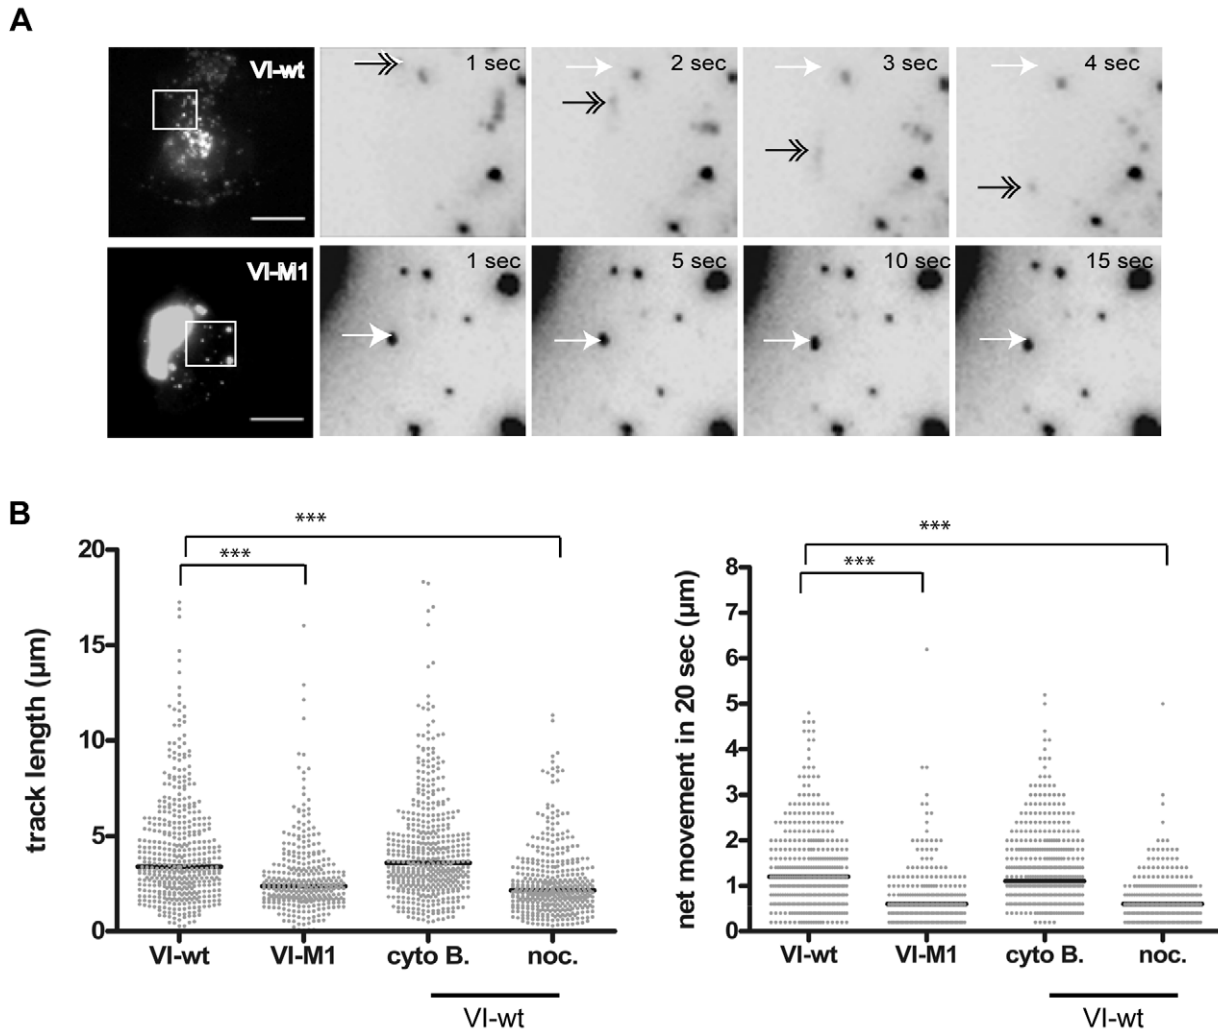 A
VI-wt
1 sec
2 sec
3 sec
4 sec
VI-M1
1 sec
5 sec
10 sec
15 sec
B
***
***
20
15
10
5
0
track length (µm)
VI-wt
VI-M1
cyto B.
noc.
VI-wt
***
***
8
7
6
5
4
3
2
1
0
net movement in 20 sec (µm)
VI-wt
VI-M1
cyto B.
noc.
VI-wt